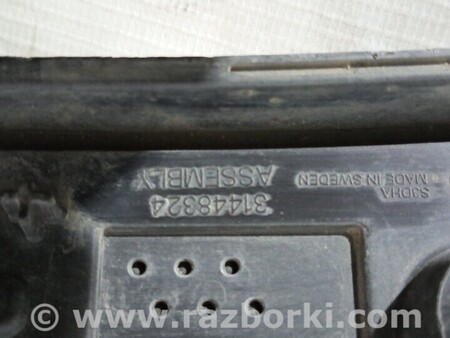 31448324
ASSEMBLY
SJDHA
MADE IN SWEDEN
© www.razborki.com